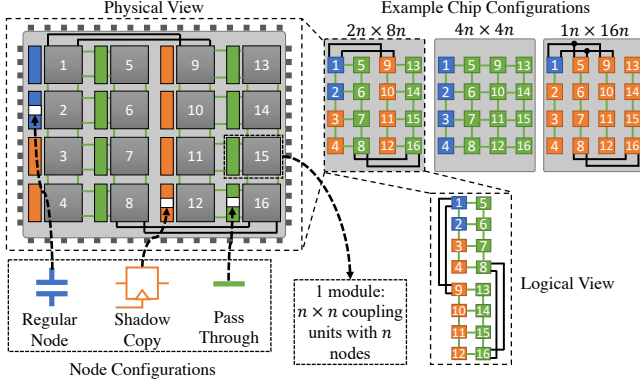 Physical View
Example Chip Configurations
2n × 8n
4n × 4n
1n × 16n
1 5 9 13
2 6 10 14
3 7 11 15
4 8 12 16
1 5 9 13
2 6 10 14
3 7 11 15
4 8 12 16
1 5 9 13
2 6 10 14
3 7 11 15
4 8 12 16
1 5 9 13
2 6 10 14
3 7 11 15
4 8 12 16
1 5
2 6
3 7
4 8
9 13
10 14
11 15
12 16
Logical View
Regular
Node
Shadow
Copy
Pass
Through
Node Configurations
1 module:
n × n coupling
units with n
nodes